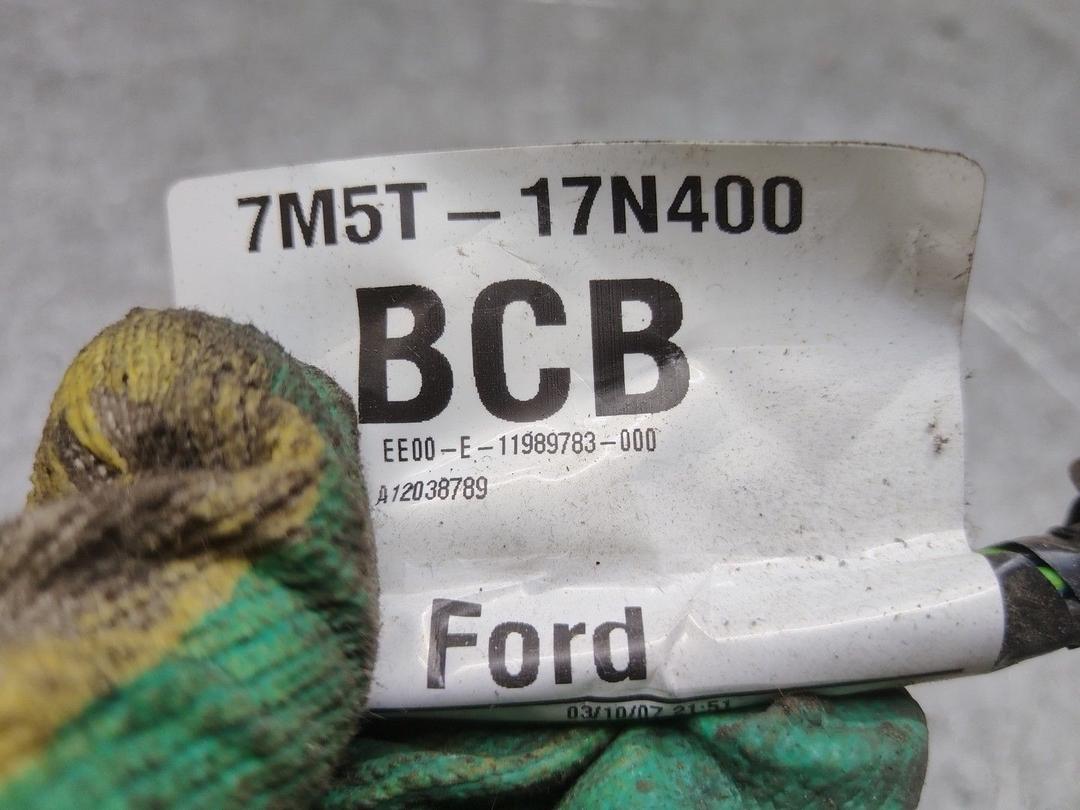 7M5T - 17N400
BCB
EE00-E-11989783-000
A12038789
Ford
03/10/07 21:51